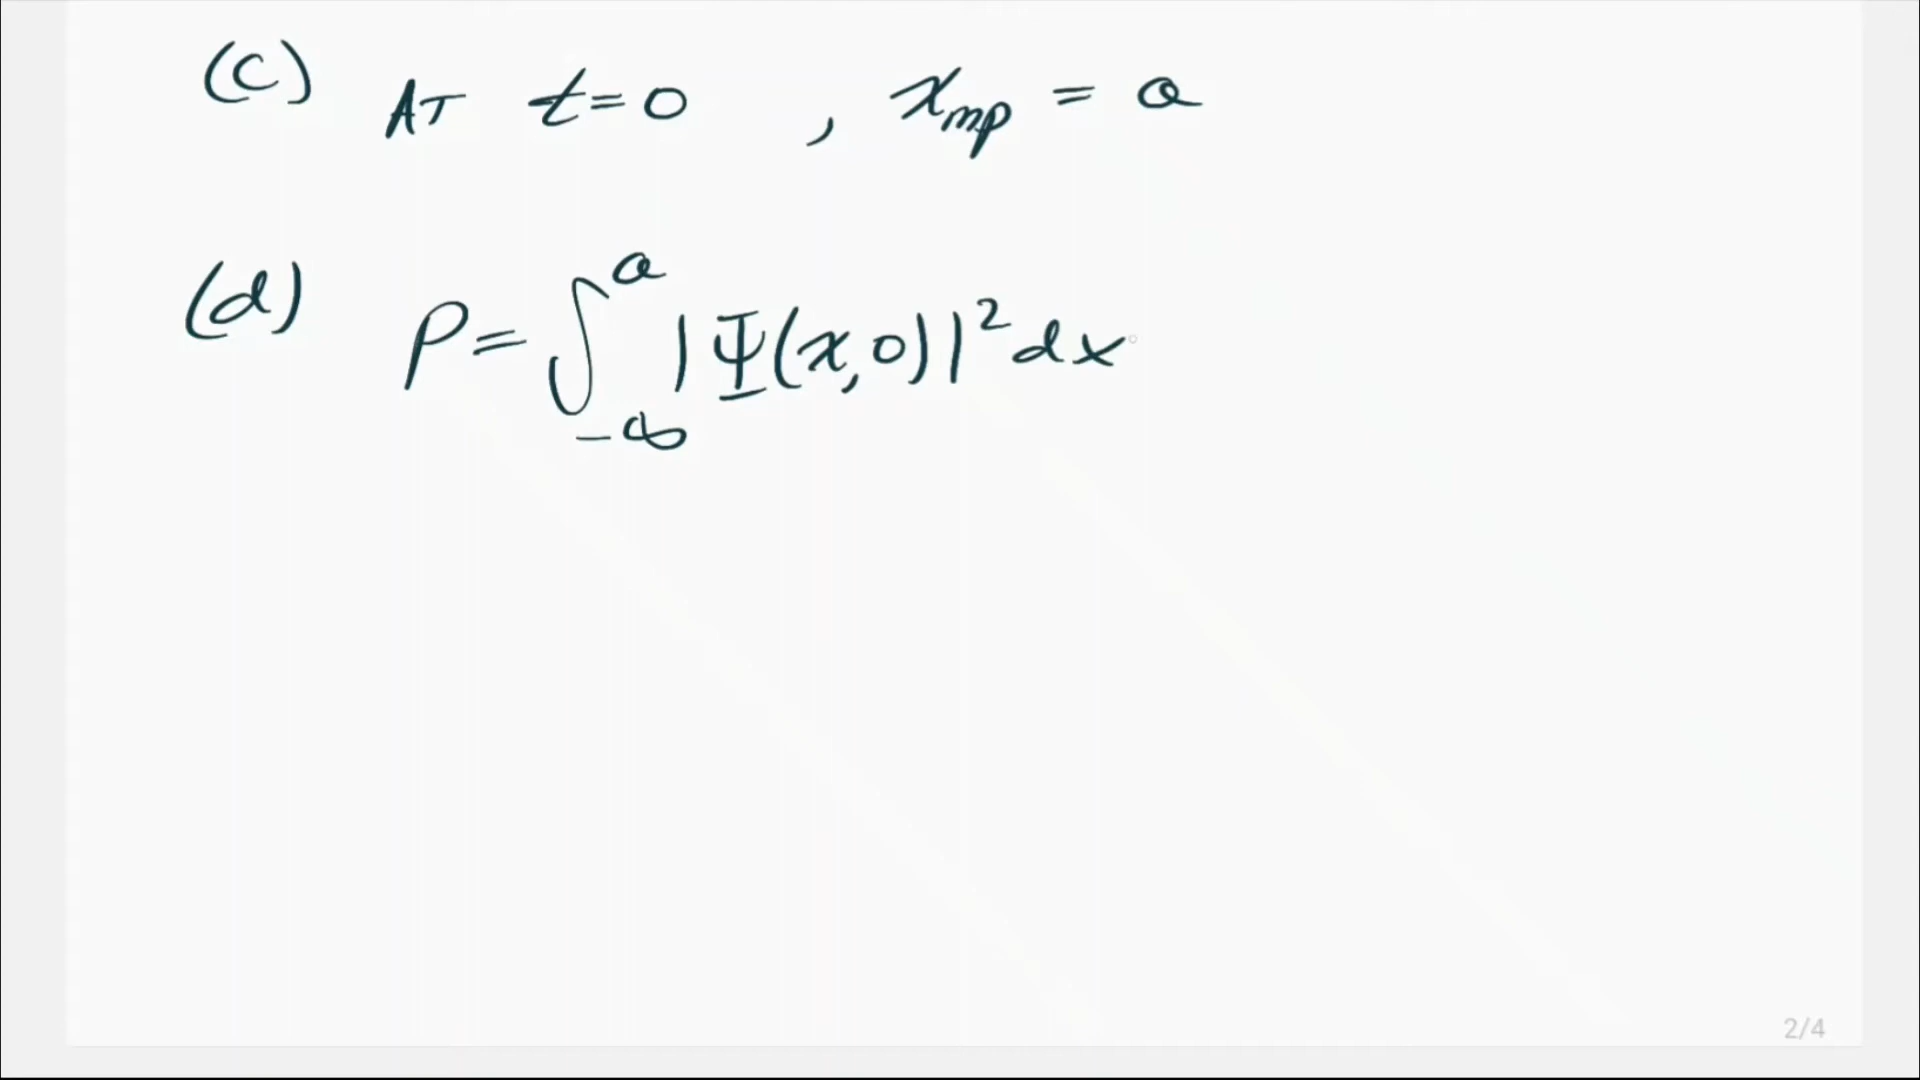 (c) AT t=0 , x_mp = a
(d) P = ∫_{-∞}^{a} |Ψ(x,0)|² dx
2/4